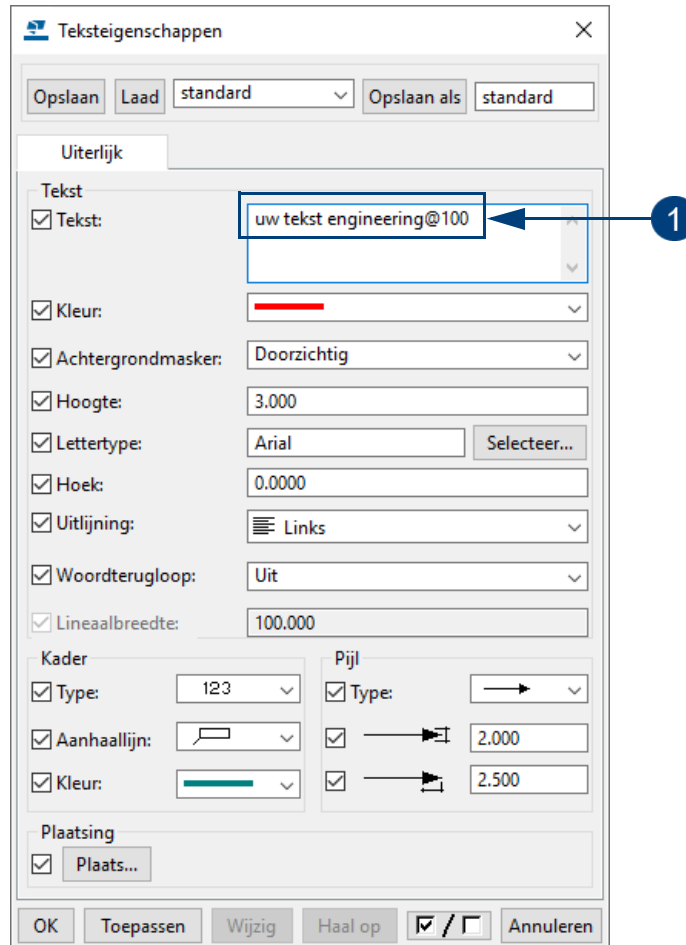 Teksteigenschappen
Opslaan Laad standard Opslaan als standard
Uiterlijk
Tekst
Tekst: uw tekst engineering@100 1
Kleur:
Achtergrondmasker: Doorzichtig
Hoogte: 3.000
Lettertype: Arial Selecteer...
Hoek: 0.0000
Uitlijning: Links
Woordterugloop: Uit
Lineaalbreedte: 100.000
Kader Pijl
Type: 123 Type:
Aanhaallijn: 2.000
Kleur: 2.500
Plaatsing
Plaats...
OK Toepassen Wijzig Haal op / Annuleren